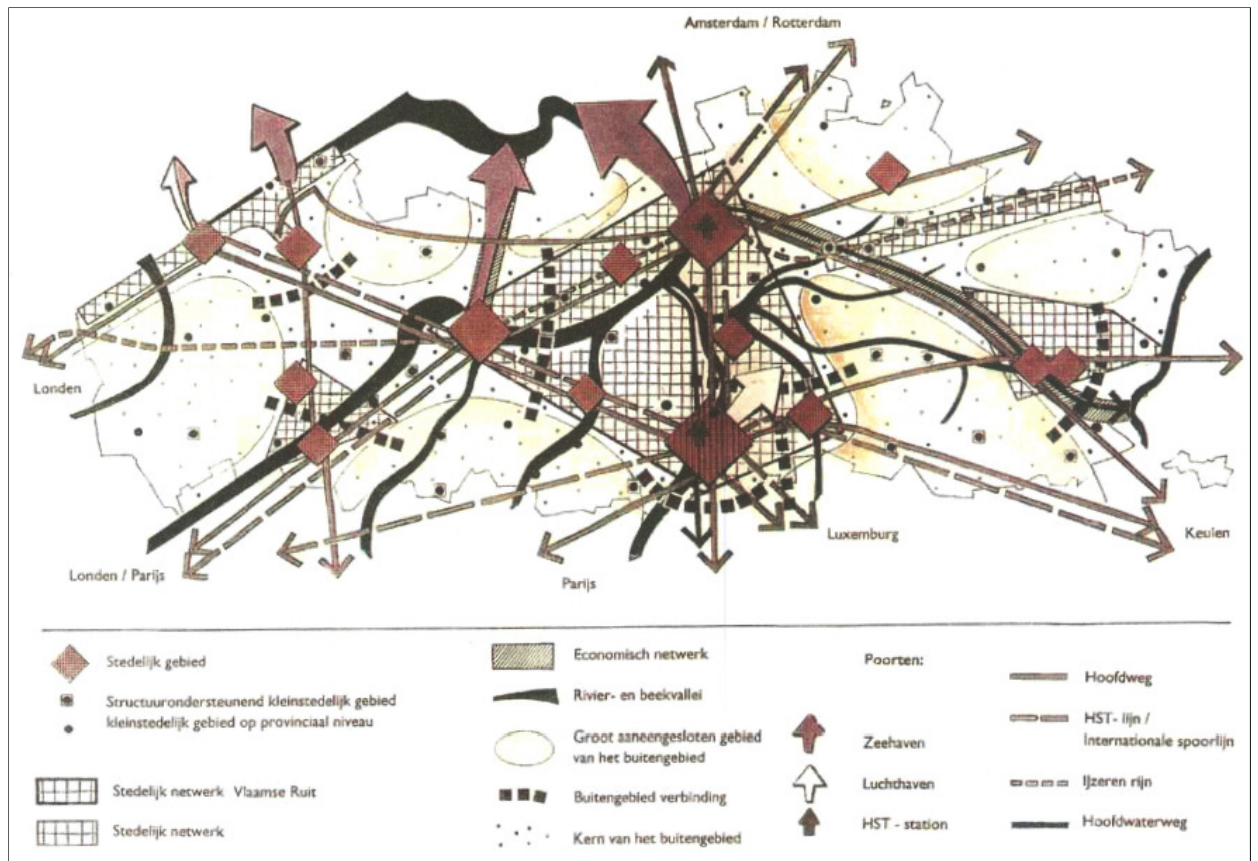 Amsterdam / Rotterdam
Londen
Londen / Parijs
Parijs
Luxemburg
Keulen
Stedelijk gebied
Structuurondersteunend kleinstedelijk gebied
kleinstedelijk gebied op provinciaal niveau
Stedelijk netwerk Vlaamse Ruit
Stedelijk netwerk
Economisch netwerk
Rivier- en beekvallei
Groot aaneengesloten gebied
van het buitengebied
Buitengebied verbinding
Kern van het buitengebied
Poorten:
Zeehaven
Luchthaven
HST - station
Hoofdweg
HST- lijn /
Internationale spoorlijn
IJzeren rijn
Hoofdwaterweg